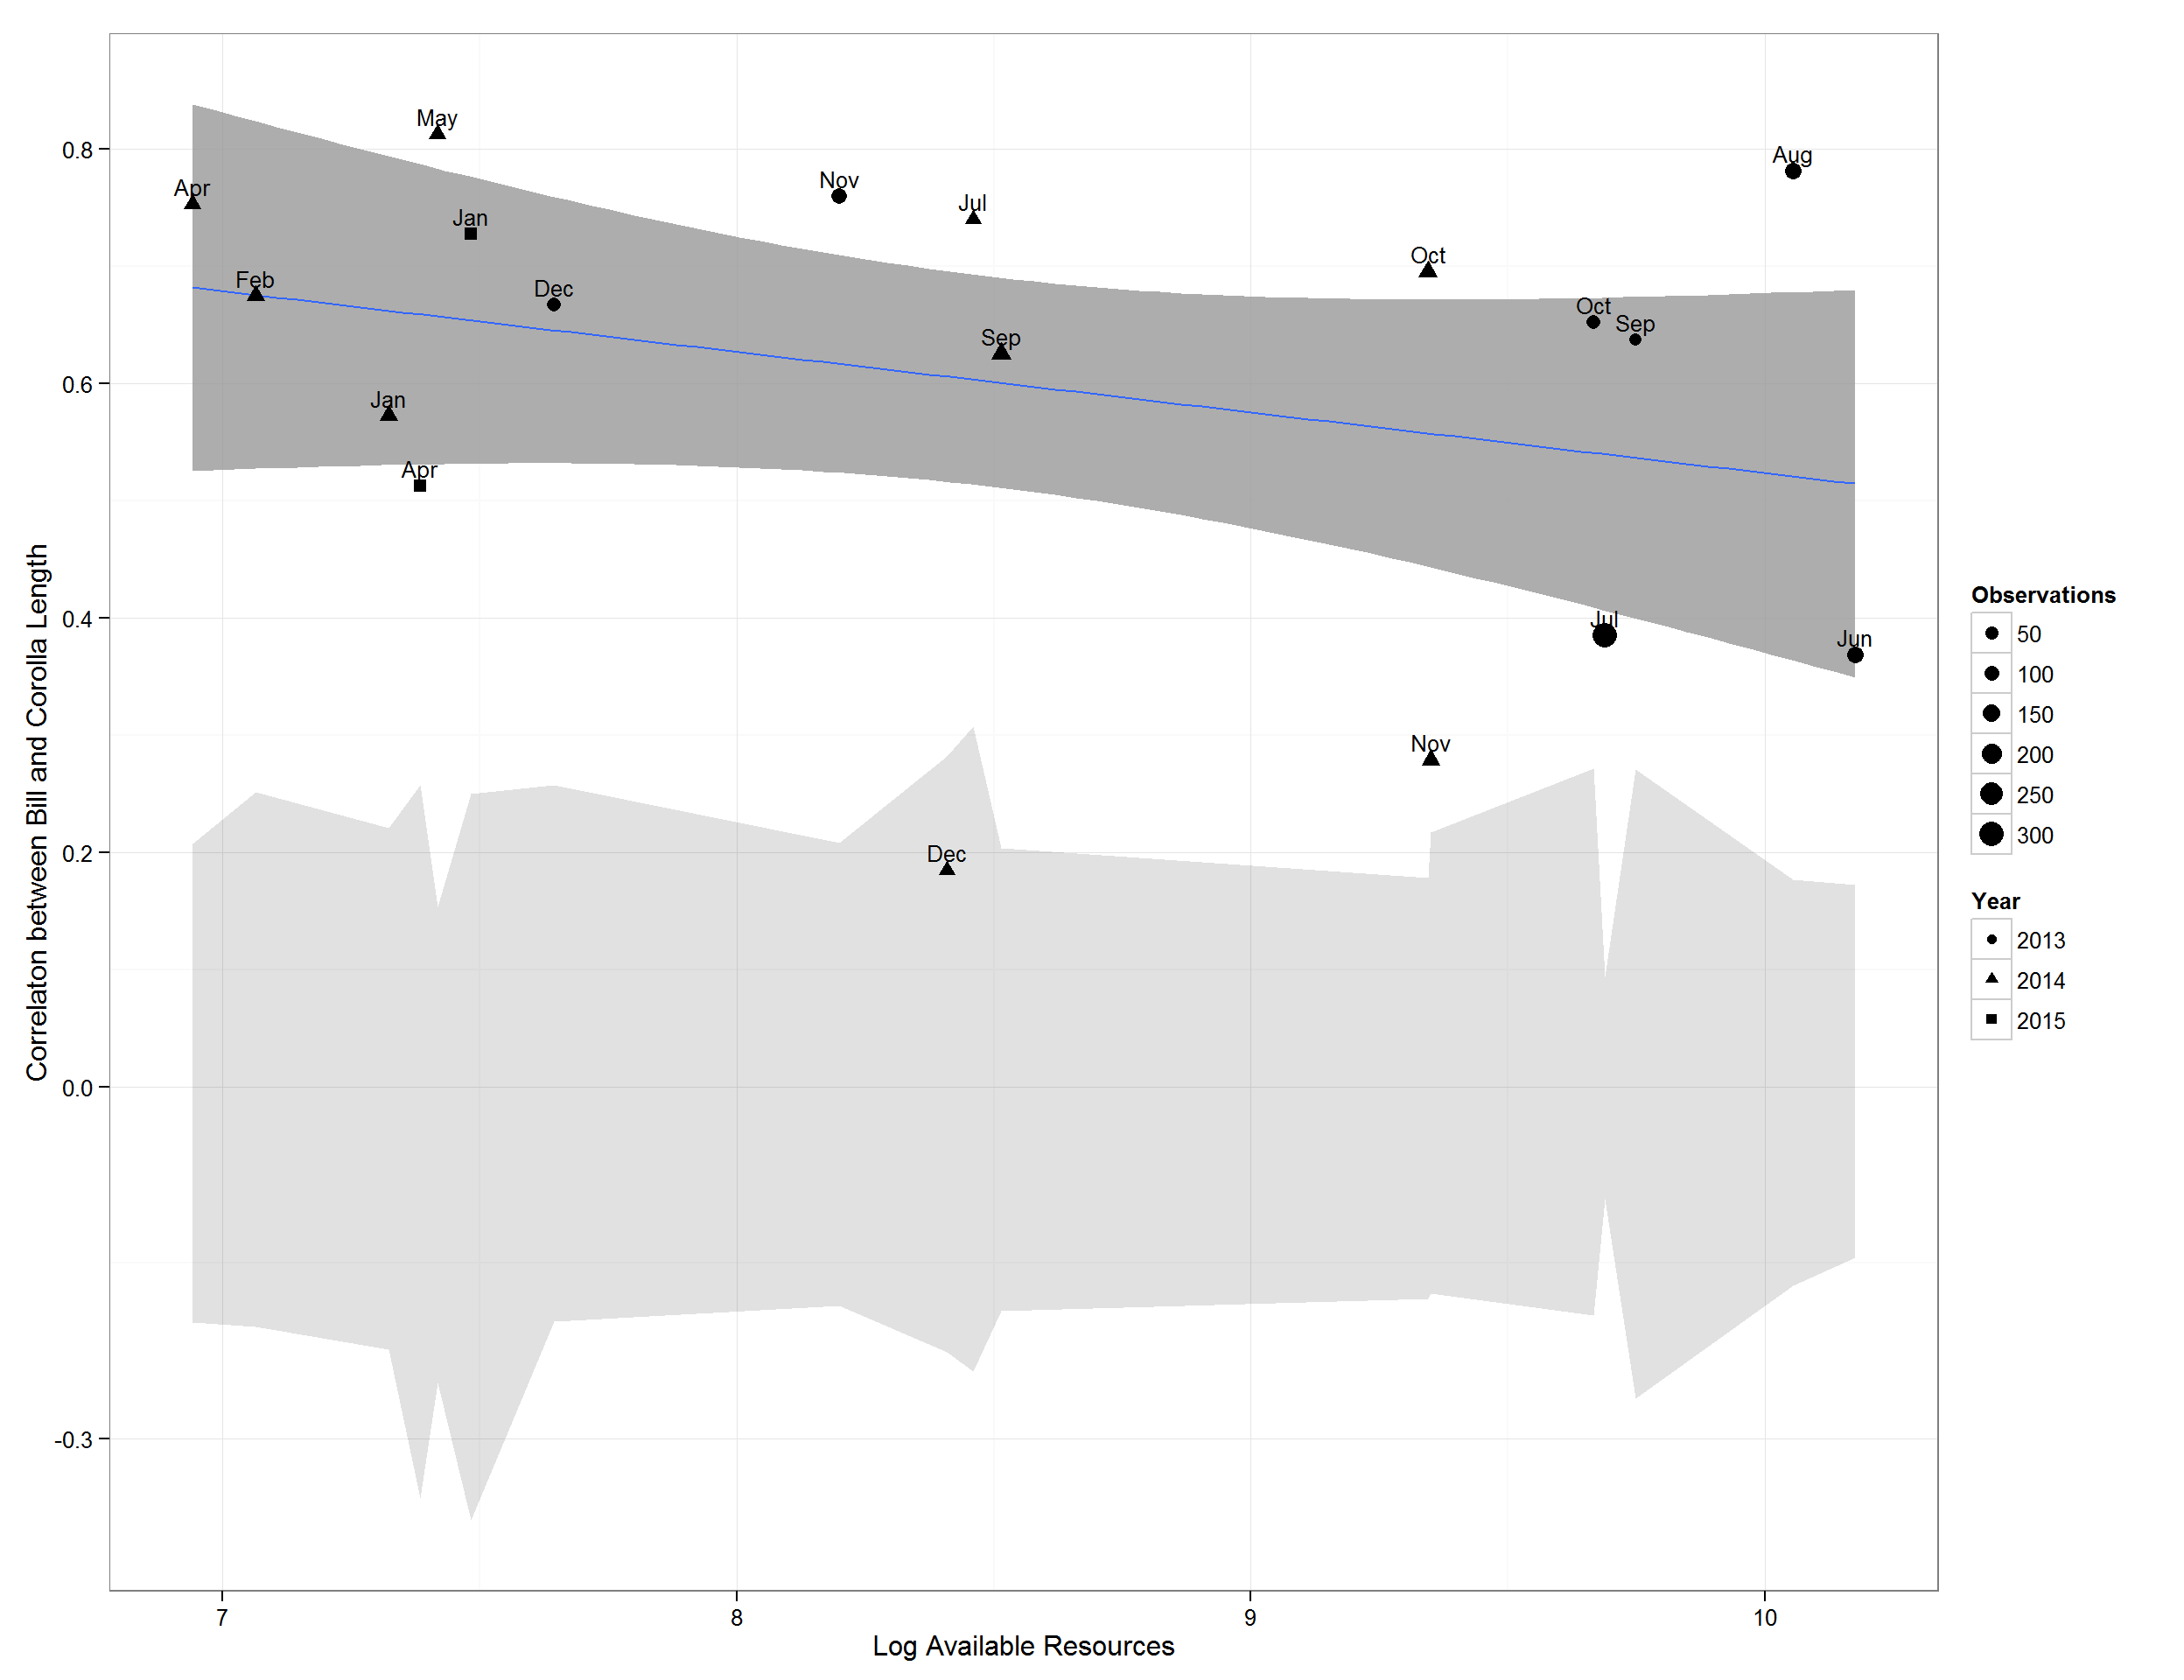 May
Aug
Apr
Nov
Jul
Jan
Oct
Feb
Dec
Oct
Sep
Sep
Jan
Apr
Jul
Jun
Nov
Dec
0.8
0.6
0.4
0.2
0.0
-0.3
Correlaton between Bill and Corolla Length
7
8
9
10
Log Available Resources
Observations
50
100
150
200
250
300
Year
2013
2014
2015